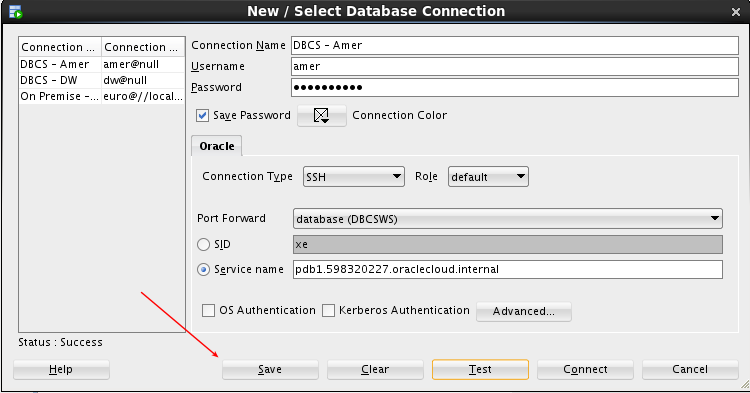 New / Select Database Connection
Connection ... Connection ...
DBCS - Amer amer@null
DBCS - DW dw@null
On Premise -... euro@//local...
Connection Name DBCS - Amer
Username amer
Password ●●●●●●●●●●
Save Password Connection Color
Oracle
Connection Type SSH Role default
Port Forward database (DBCSWS)
SID xe
Service name pdb1.598320227.oraclecloud.internal
OS Authentication Kerberos Authentication Advanced...
Status : Success
Help Save Clear Test Connect Cancel